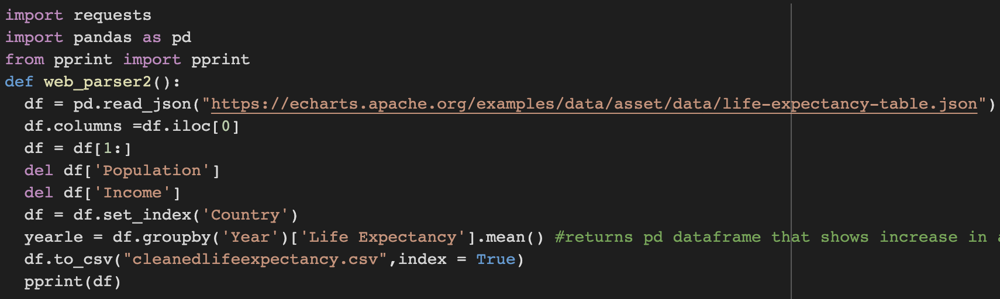 import requests
import pandas as pd
from pprint import pprint
def web_parser2():
  df = pd.read_json("https://echarts.apache.org/examples/data/asset/data/life-expectancy-table.json")
  df.columns =df.iloc[0]
  df = df[1:]
  del df['Population']
  del df['Income']
  df = df.set_index('Country')
  yearle = df.groupby('Year')['Life Expectancy'].mean() #returns pd dataframe that shows increase in
  df.to_csv("cleanedlifeexpectancy.csv",index = True)
  pprint(df)